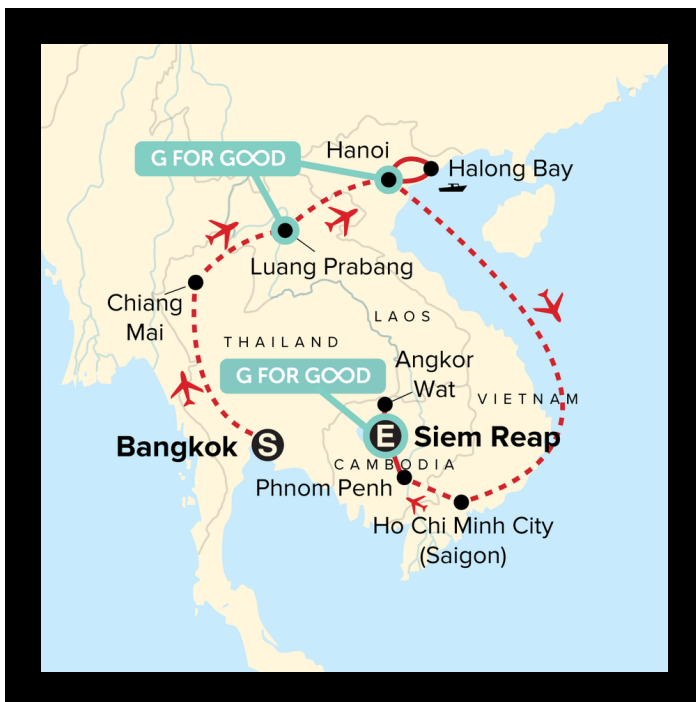 G FOR GOOD
Hanoi
Halong Bay
Luang Prabang
Chiang
Mai
LAOS
THAILAND
Angkor
Wat
G FOR GOOD
VIETNAM
Bangkok S
E Siem Reap
CAMBODIA
Phnom Penh
Ho Chi Minh City
(Saigon)